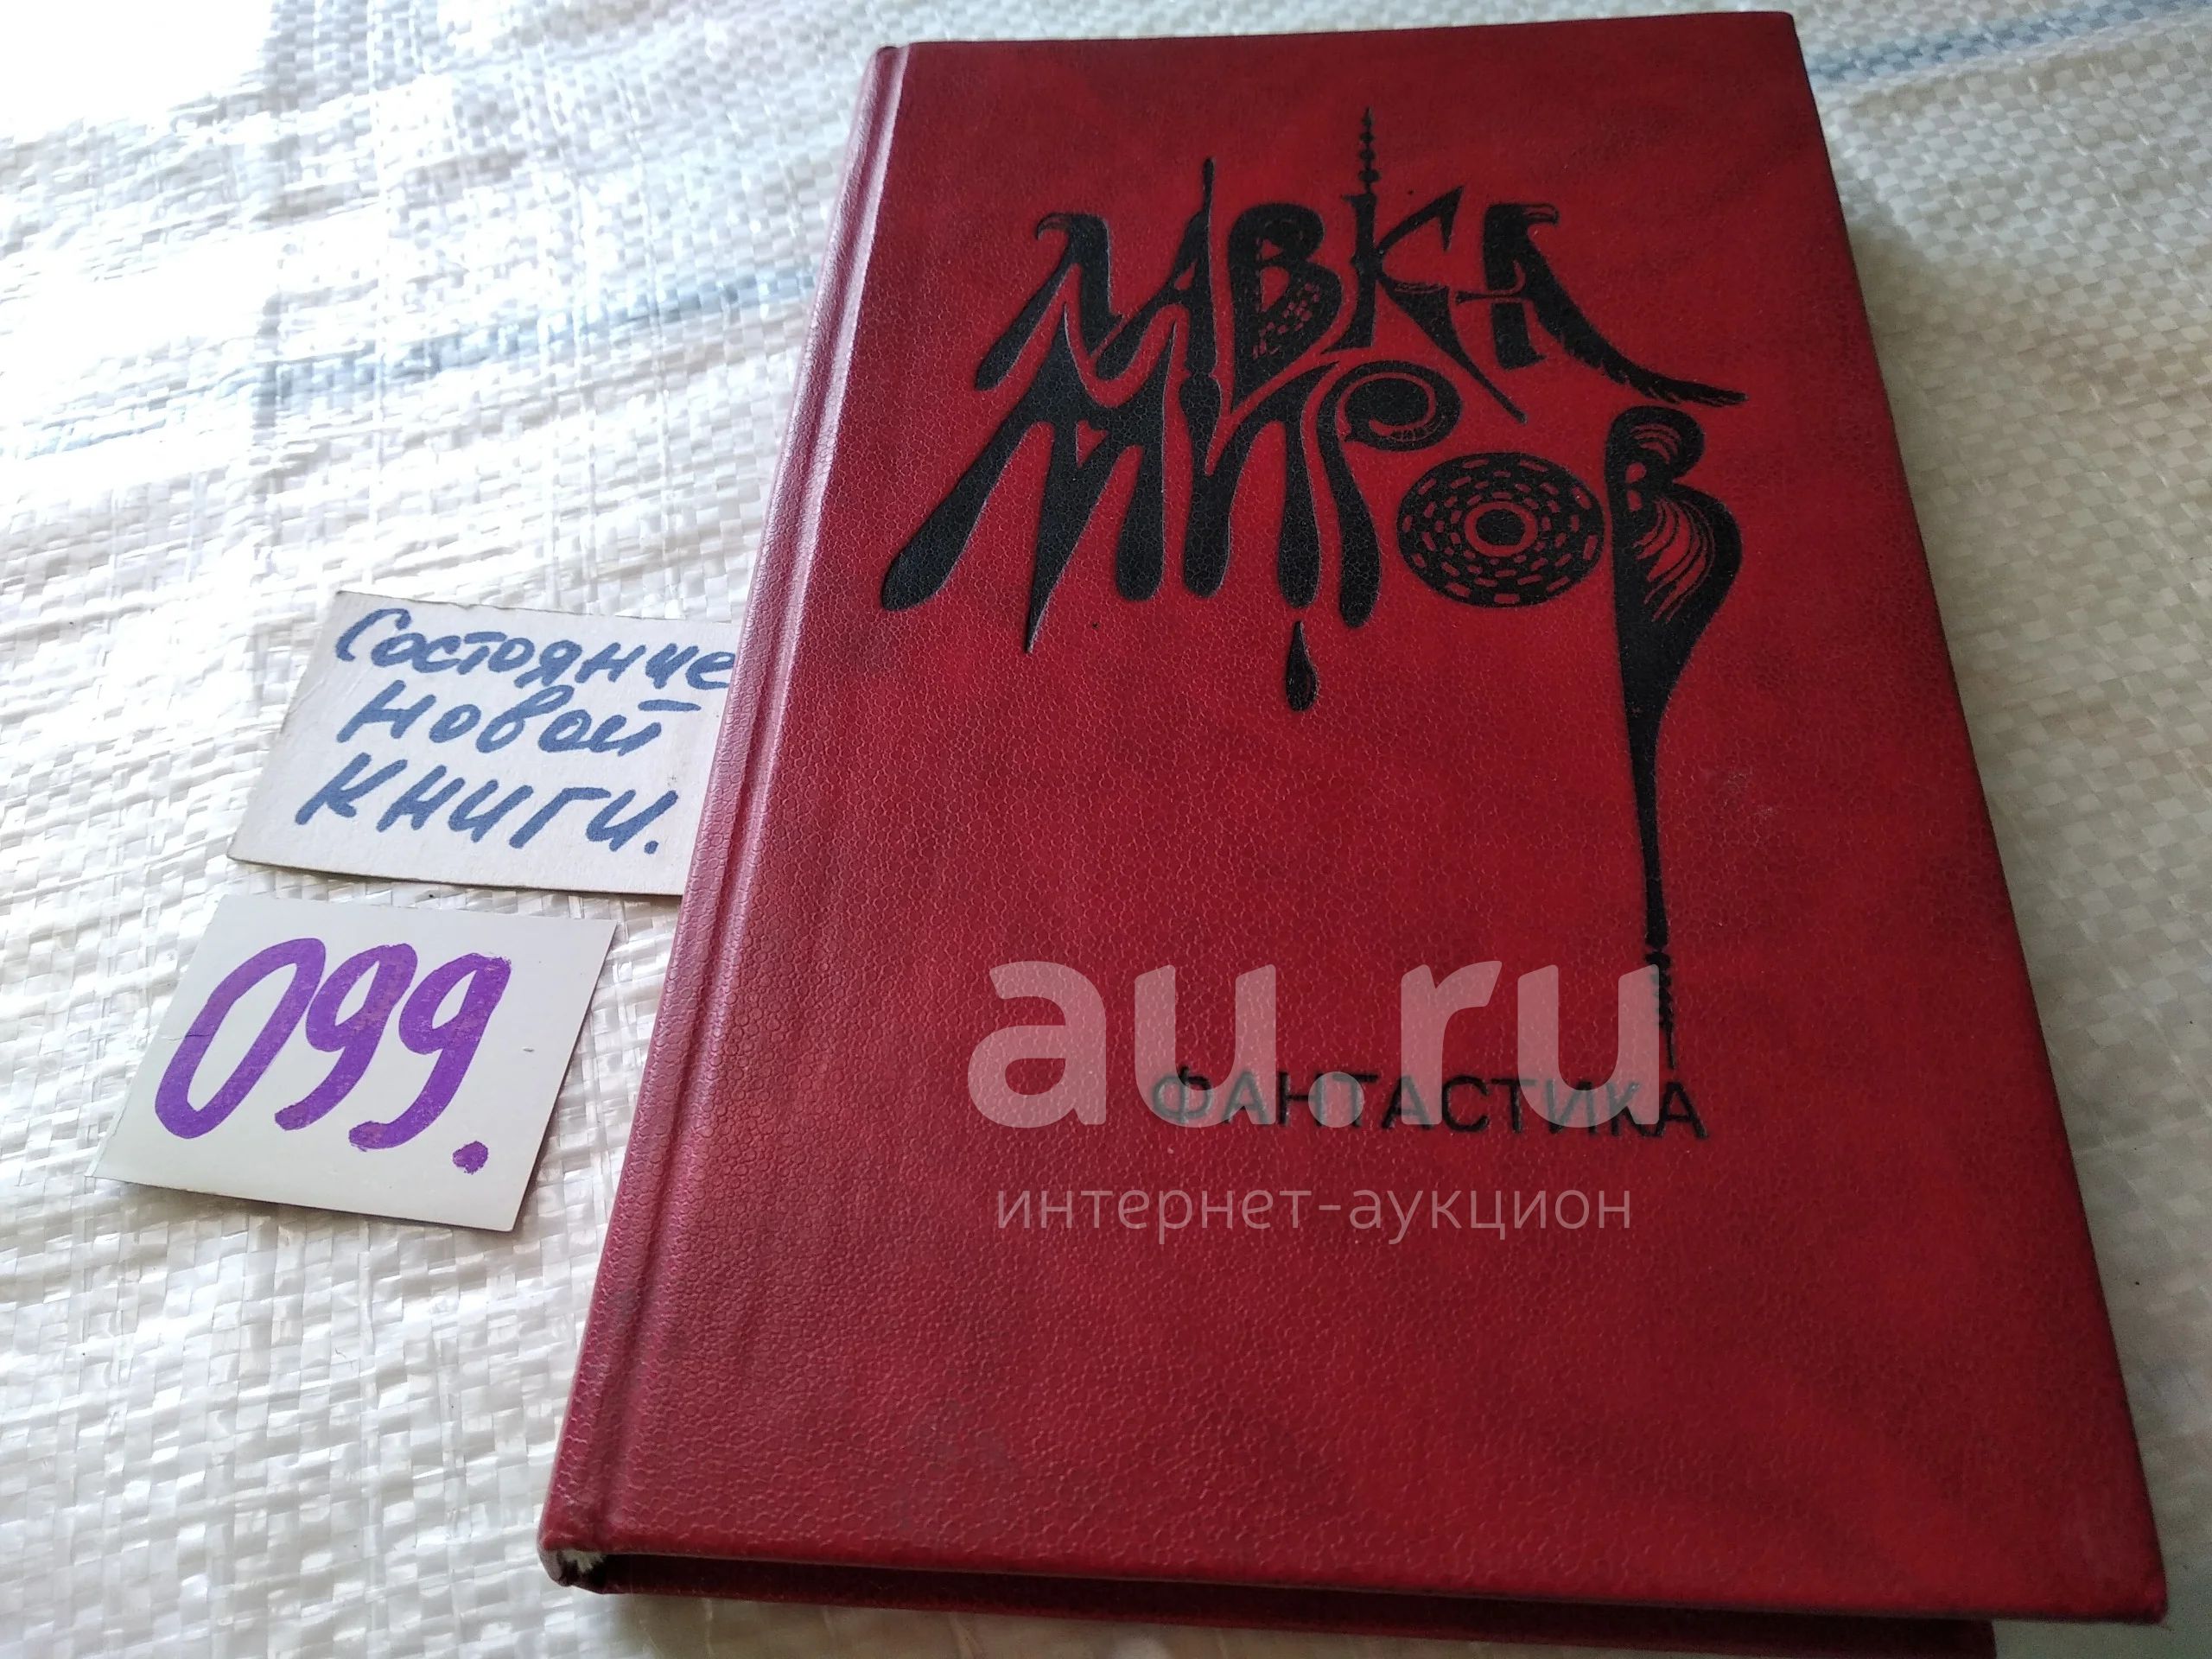 ЛАВКА
МИРОВ
ФАНТАСТИКА
Состояние
новой
книги.
099.
au.ru
интернет-аукцион